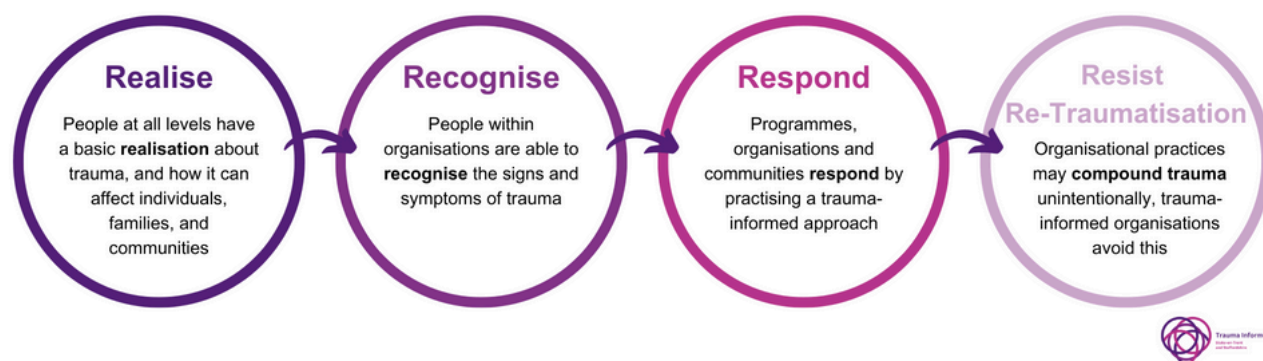 Realise
People at all levels have
a basic realisation about
trauma, and how it can
affect individuals,
families, and
communities
Recognise
People within
organisations are able to
recognise the signs and
symptoms of trauma
Respond
Programmes,
organisations and
communities respond by
practising a trauma-
informed approach
Resist
Re-Traumatisation
Organisational practices
may compound trauma
unintentionally, trauma-
informed organisations
avoid this
Trauma Inform